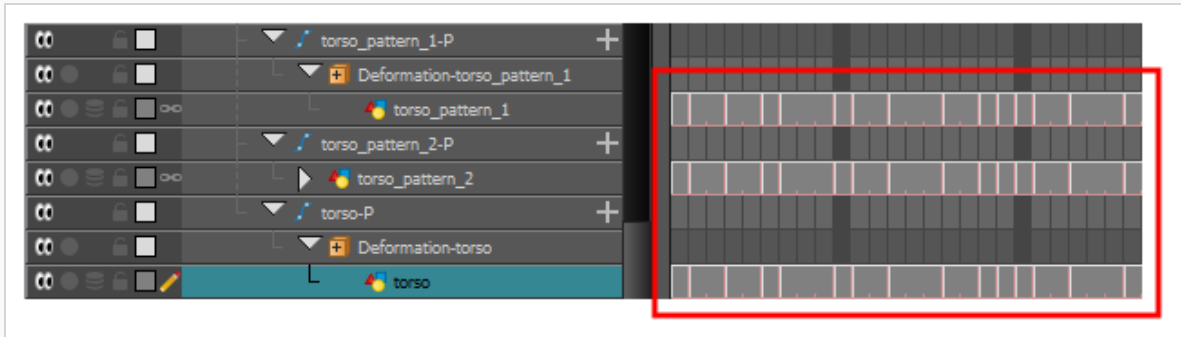 torso_pattern_1-P
Deformation-torso_pattern_1
torso_pattern_1
torso_pattern_2-P
torso_pattern_2
torso-P
Deformation-torso
torso